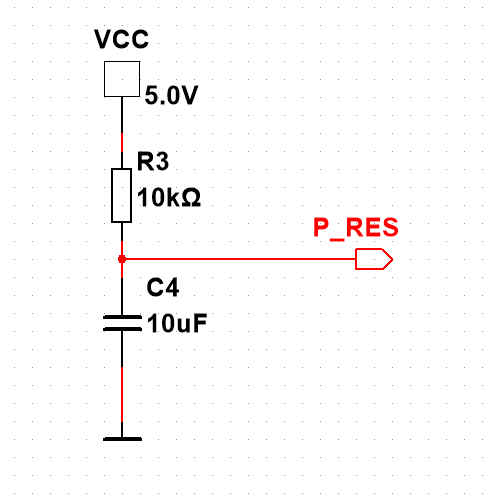 VCC
5.0V
R3
10kΩ
P_RES
C4
10uF